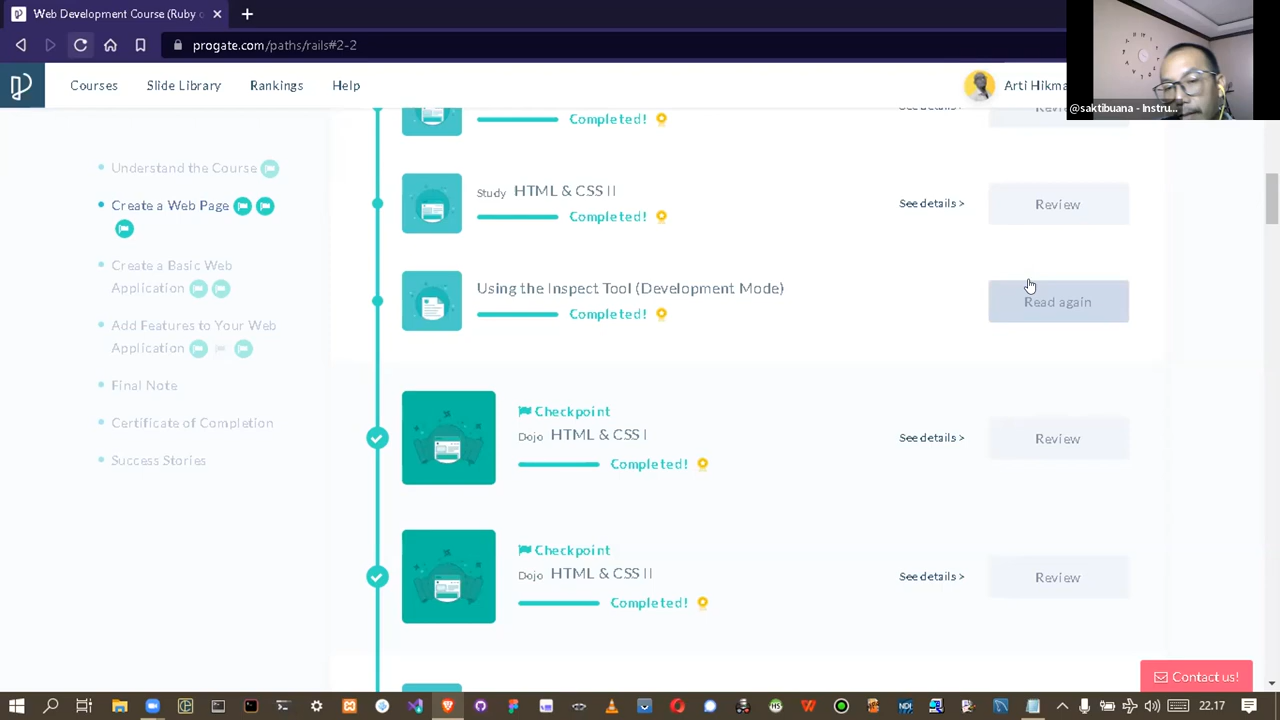 Web Development Course (Ruby o
progate.com/paths/rails#2-2
Courses
Slide Library
Rankings
Help
Arti Hikma
@saktibuana - Instru...
Understand the Course
Create a Web Page
Create a Basic Web
Application
Add Features to Your Web
Application
Final Note
Certificate of Completion
Success Stories
See details >
Review
Completed!
Study HTML & CSS II
Completed!
See details >
Review
Using the Inspect Tool (Development Mode)
Completed!
Read again
Checkpoint
Dojo HTML & CSS I
Completed!
See details >
Review
Checkpoint
Dojo HTML & CSS II
Completed!
See details >
Review
Contact us!
22.17